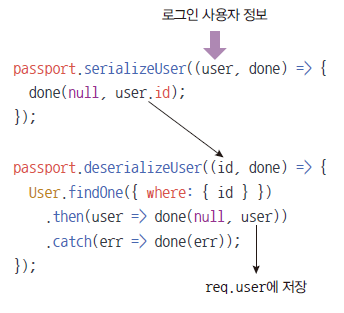 로그인 사용자 정보
passport.serializeUser((user, done) => {
  done(null, user.id);
});
passport.deserializeUser((id, done) => {
  User.findOne({ where: { id } })
    .then(user => done(null, user))
    .catch(err => done(err));
});
req.user에 저장